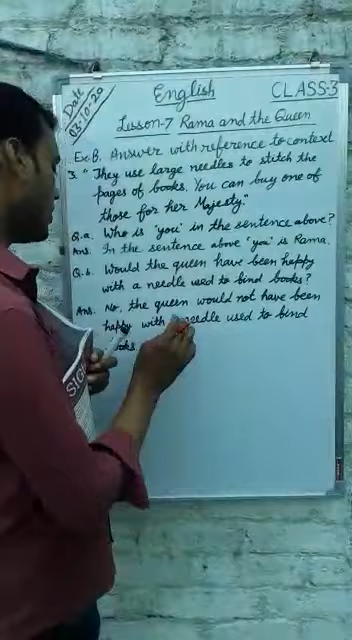 Date
03-10-20
English
CLASS:3
Lesson-7 Rama and the Queen
Ex:B. Answer with reference to context
3. "They use large needles to stitch the
pages of books. You can buy one of
those for her Majesty."
Q.a. Who is 'you' in the sentence above?
Ans. In the sentence above 'you' is Rama.
Q.b. Would the queen have been happy
with a needle used to bind books?
Ans. No, the queen would not have been
happy with needle used to bind